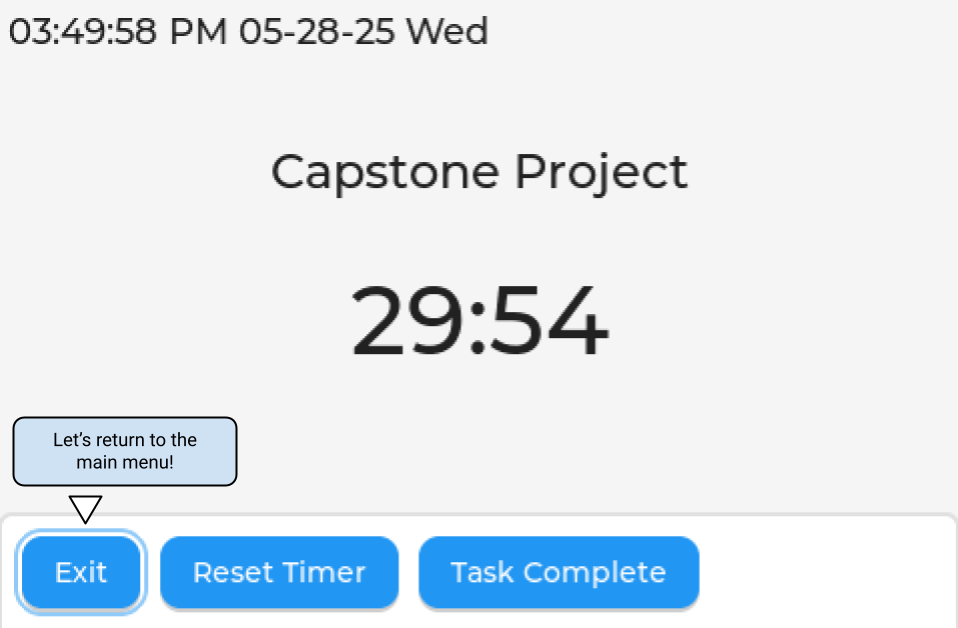 03:49:58 PM 05-28-25 Wed
Capstone Project
29:54
Let’s return to the
main menu!
Exit
Reset Timer
Task Complete